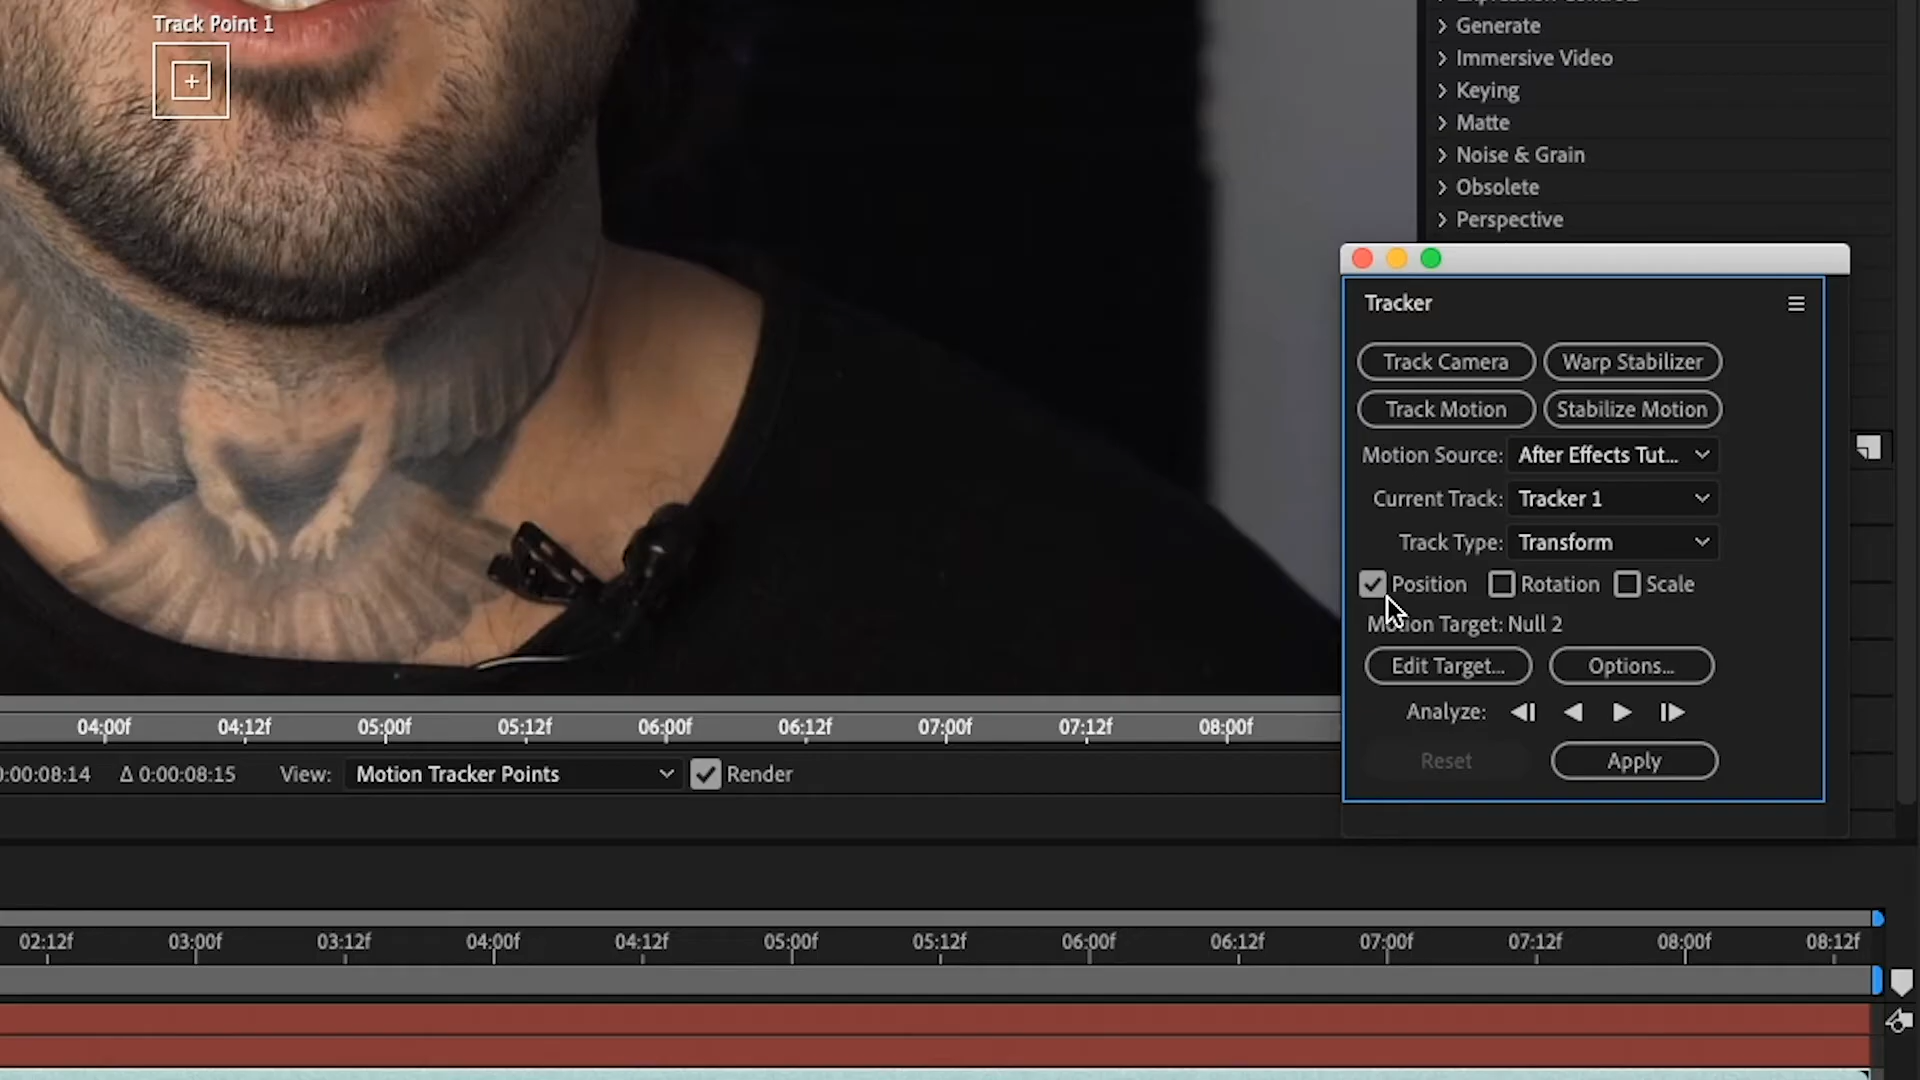 Track Point 1
Generate
Immersive Video
Keying
Matte
Noise & Grain
Obsolete
Perspective
Tracker
Track Camera
Warp Stabilizer
Track Motion
Stabilize Motion
Motion Source: After Effects Tut...
Current Track: Tracker 1
Track Type: Transform
Position Rotation Scale
Motion Target: Null 2
Edit Target...
Options...
Analyze:
Reset
Apply
04:00f 04:12f 05:00f 05:12f 06:00f 06:12f 07:00f 07:12f 08:00f
0:00:08:14 Δ 0:00:08:15 View: Motion Tracker Points Render
02:12f 03:00f 03:12f 04:00f 04:12f 05:00f 05:12f 06:00f 06:12f 07:00f 07:12f 08:00f 08:12f